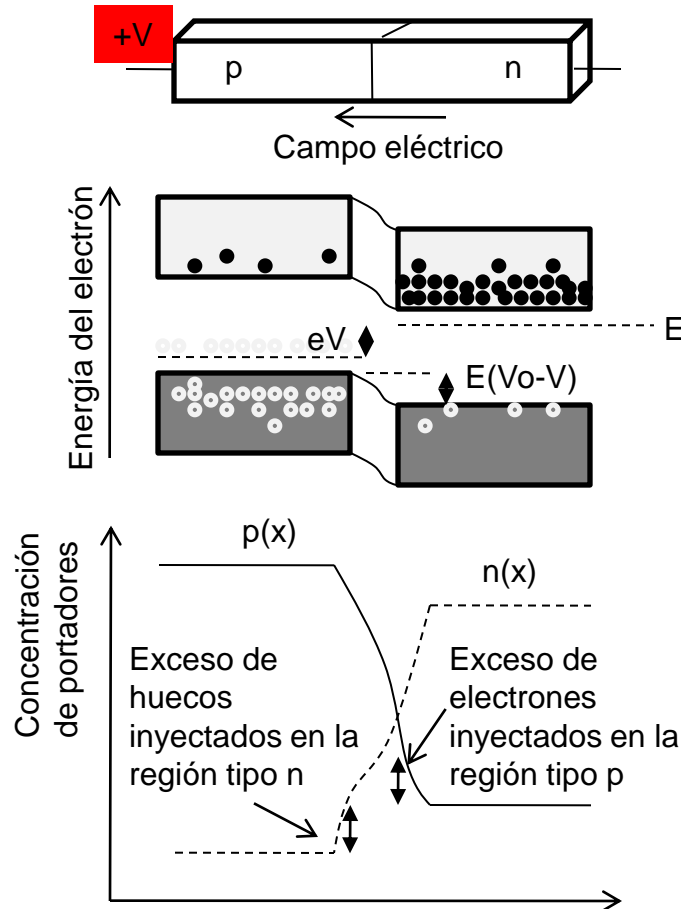 +V
p
n
Campo eléctrico
Energía del electrón
eV
E
E(Vo-V)
Concentración
de portadores
p(x)
n(x)
Exceso de
huecos
inyectados en la
región tipo n
Exceso de
electrones
inyectados en la
región tipo p